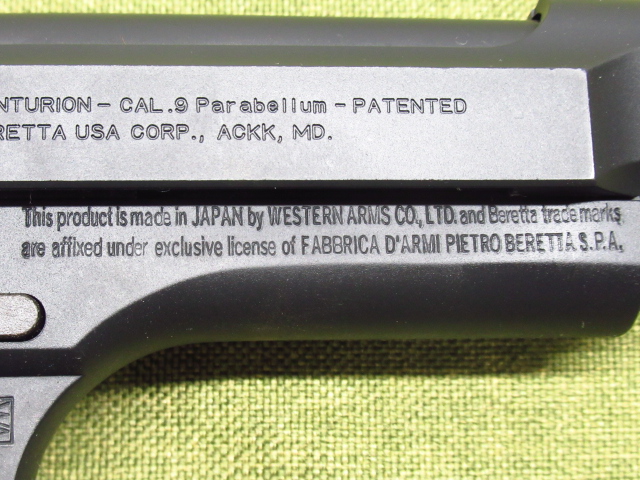 NTURION - CAL.9 Parabellum - PATENTED
RETTA USA CORP., ACKK, MD.
This product is made in JAPAN by WESTERN ARMS CO., LTD. and Beretta trade marks
are affixed under exclusive license of FABBRICA D'ARMI PIETRO BERETTA S.P.A.